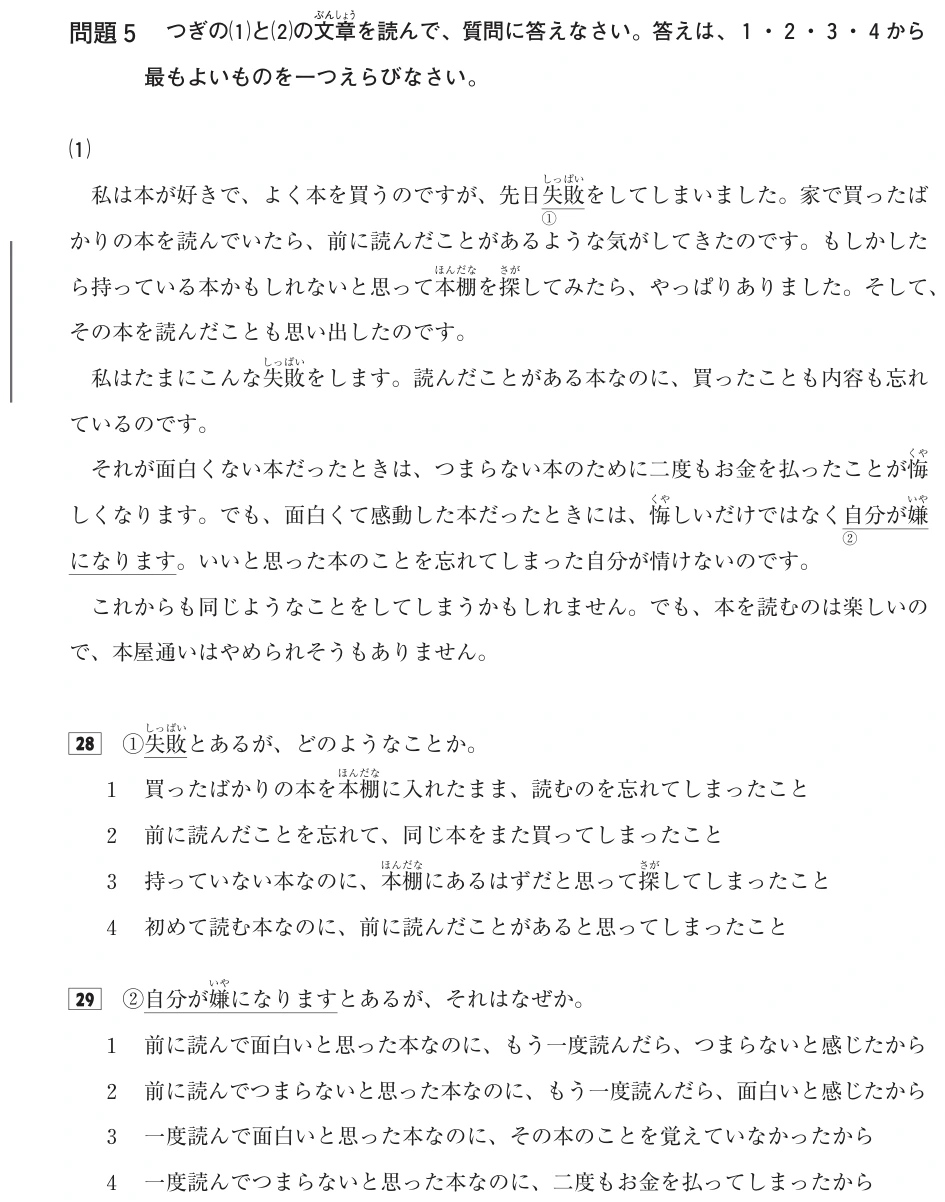 問題5　つぎの⑴と⑵の文章を読んで、質問に答えなさい。答えは、1・2・3・4から
最もよいものを一つえらびなさい。
⑴
私は本が好きで、よく本を買うのですが、先日①失敗をしてしまいました。家で買ったば
かりの本を読んでいたら、前に読んだことがあるような気がしてきたのです。もしかした
ら持っている本かもしれないと思って本棚を探してみたら、やっぱりありました。そして、
その本を読んだことも思い出したのです。
私はたまにこんな失敗をします。読んだことがある本なのに、買ったことも内容も忘れ
ているのです。
それが面白くない本だったときは、つまらない本のために二度もお金を払ったことが悔
しくなります。でも、面白くて感動した本だったときには、悔しいだけではなく②自分が嫌
になります。いいと思った本のことを忘れてしまった自分が情けないのです。
これからも同じようなことをしてしまうかもしれません。でも、本を読むのは楽しいの
で、本屋通いはやめられそうもありません。
28　①失敗とあるが、どのようなことか。
1　買ったばかりの本を本棚に入れたまま、読むのを忘れてしまったこと
2　前に読んだことを忘れて、同じ本をまた買ってしまったこと
3　持っていない本なのに、本棚にあるはずだと思って探してしまったこと
4　初めて読む本なのに、前に読んだことがあると思ってしまったこと
29　②自分が嫌になりますとあるが、それはなぜか。
1　前に読んで面白いと思った本なのに、もう一度読んだら、つまらないと感じたから
2　前に読んでつまらないと思った本なのに、もう一度読んだら、面白いと感じたから
3　一度読んで面白いと思った本なのに、その本のことを覚えていなかったから
4　一度読んでつまらないと思った本なのに、二度もお金を払ってしまったから